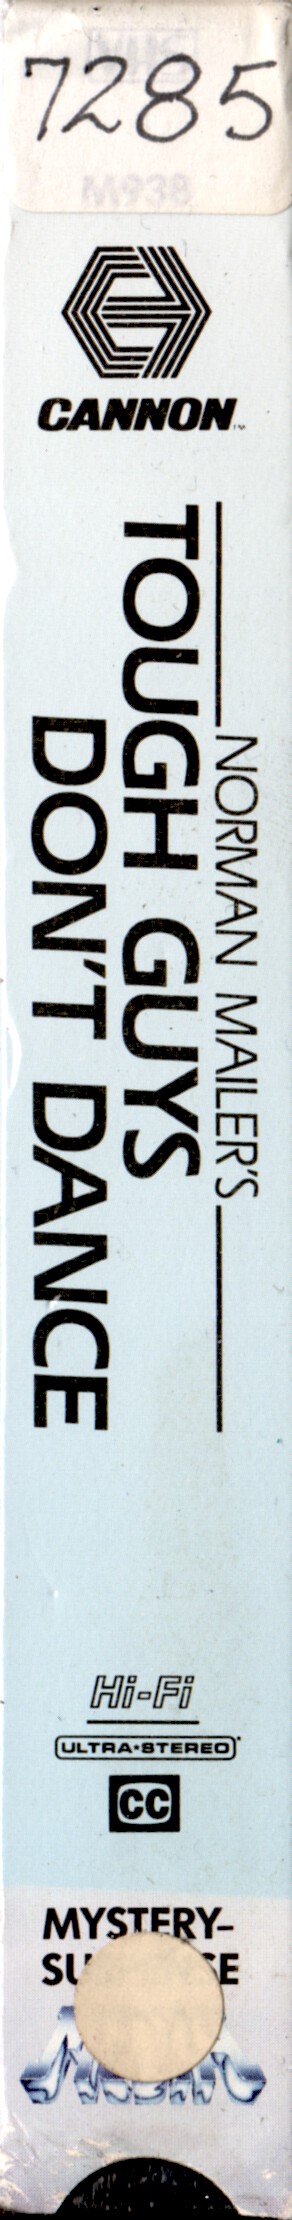 7285
M938
CANNON
NORMAN MAILER'S
TOUGH GUYS
DON'T DANCE
Hi-Fi
ULTRA*STEREO
CC
MYSTERY-